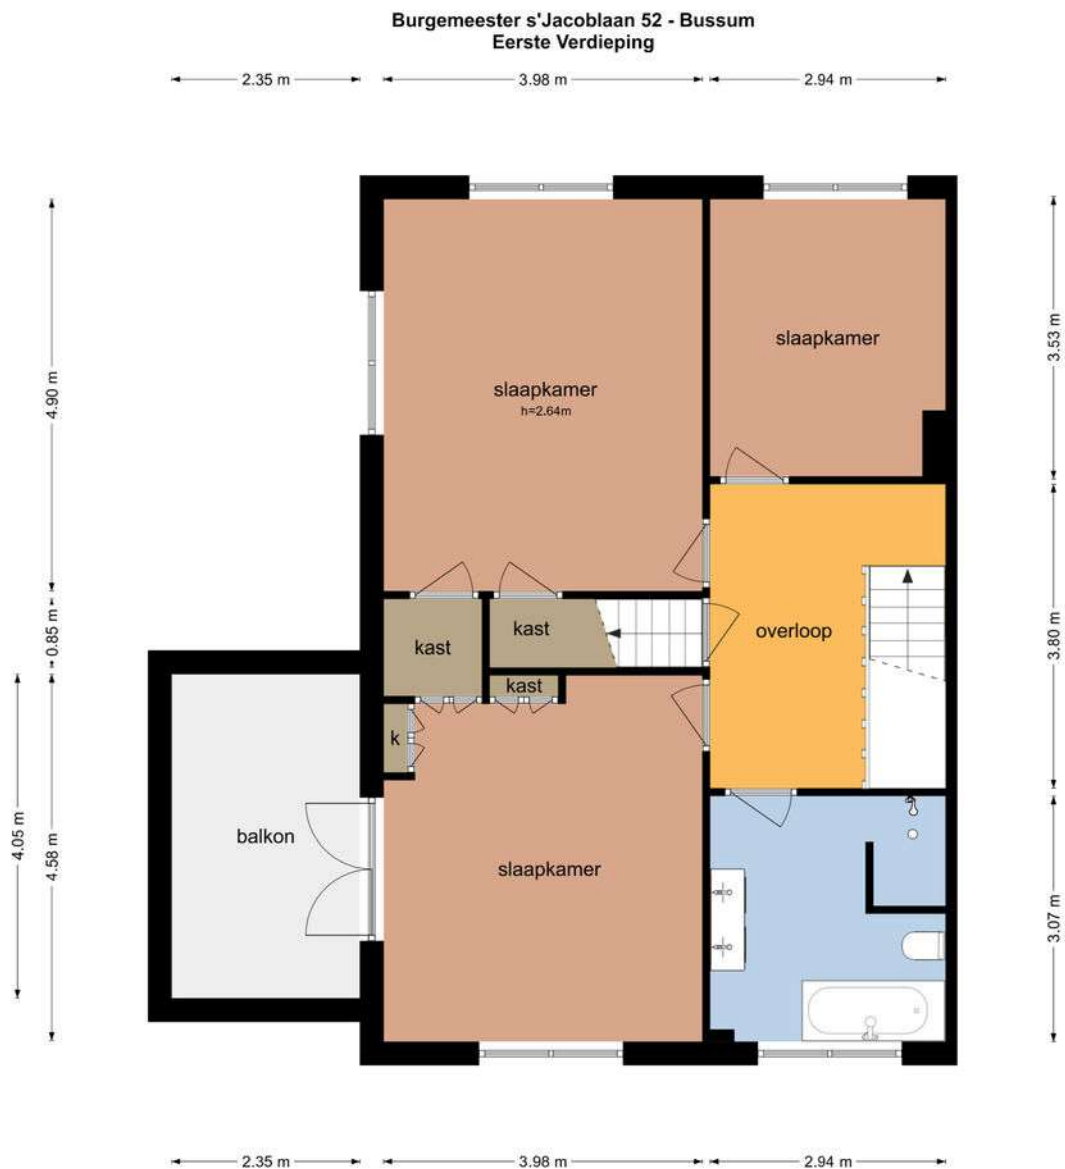 Burgemeester s'Jacoblaan 52 - Bussum
Eerste Verdieping
2.35 m
3.98 m
2.94 m
4.90 m
0.85 m
4.58 m
4.05 m
3.53 m
3.80 m
3.07 m
slaapkamer
slaapkamer
h=2.64m
kast
kast
kast
k
overloop
balkon
slaapkamer
2.35 m
3.98 m
2.94 m